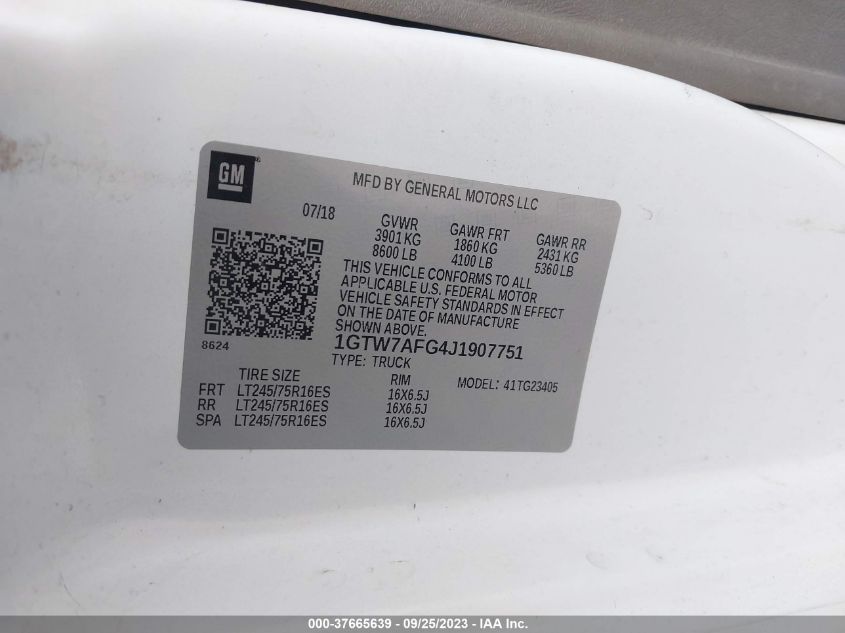 GM
MFD BY GENERAL MOTORS LLC
07/18
GVWR
3901 KG
8600 LB
GAWR FRT
1860 KG
4100 LB
GAWR RR
2431 KG
5360 LB
THIS VEHICLE CONFORMS TO ALL
APPLICABLE U.S. FEDERAL MOTOR
VEHICLE SAFETY STANDARDS IN EFFECT
ON THE DATE OF MANUFACTURE
SHOWN ABOVE.
8624
1GTW7AFG4J1907751
TYPE: TRUCK
MODEL: 41TG23405
TIRE SIZE RIM
FRT LT245/75R16ES 16X6.5J
RR LT245/75R16ES 16X6.5J
SPA LT245/75R16ES 16X6.5J
000-37665639 - 09/25/2023 - IAA Inc.